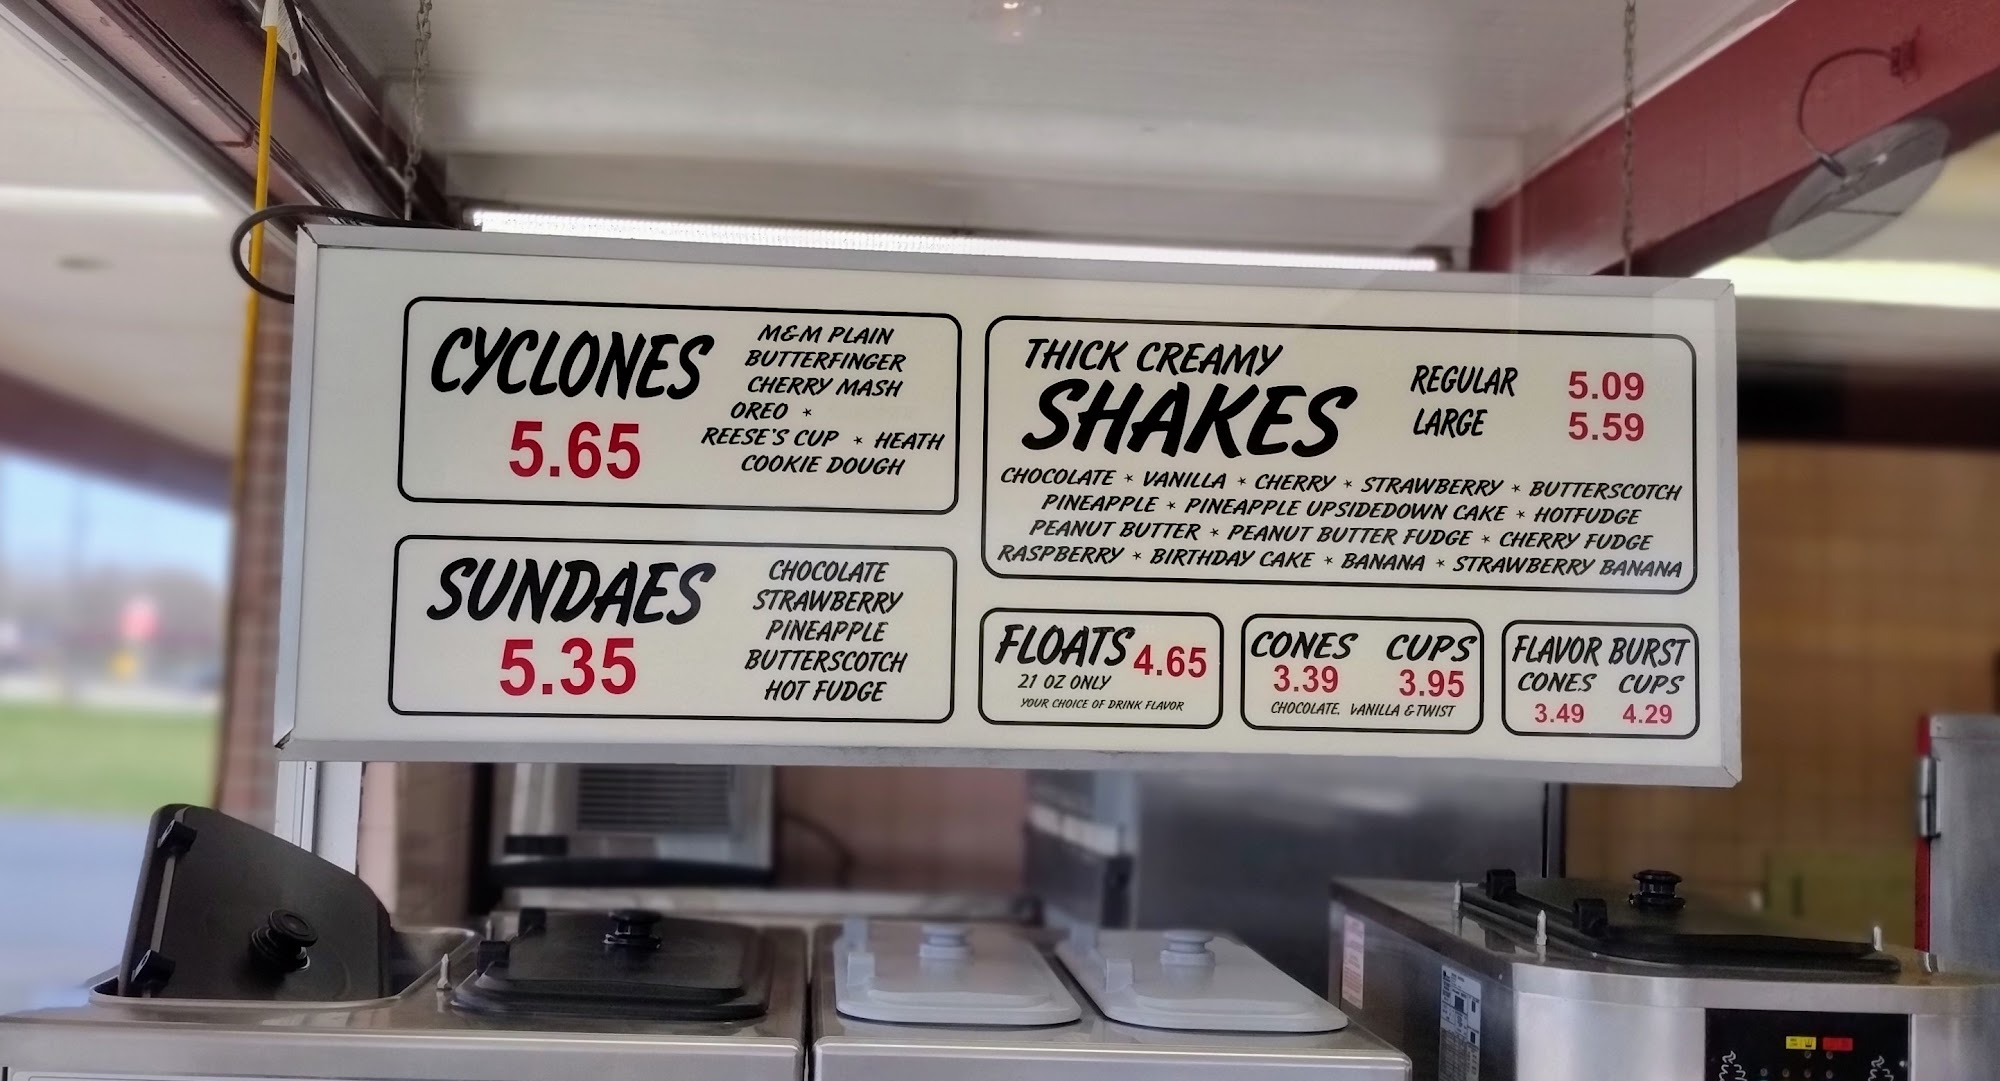 CYCLONES
5.65
M&M PLAIN
BUTTERFINGER
CHERRY MASH
OREO *
REESE'S CUP * HEATH
COOKIE DOUGH
SUNDAES
5.35
CHOCOLATE
STRAWBERRY
PINEAPPLE
BUTTERSCOTCH
HOT FUDGE
THICK CREAMY
SHAKES
REGULAR 5.09
LARGE 5.59
CHOCOLATE * VANILLA * CHERRY * STRAWBERRY * BUTTERSCOTCH
PINEAPPLE * PINEAPPLE UPSIDEDOWN CAKE * HOTFUDGE
PEANUT BUTTER * PEANUT BUTTER FUDGE * CHERRY FUDGE
RASPBERRY * BIRTHDAY CAKE * BANANA * STRAWBERRY BANANA
FLOATS 4.65
21 OZ ONLY
YOUR CHOICE OF DRINK FLAVOR
CONES CUPS
3.39 3.95
CHOCOLATE, VANILLA & TWIST
FLAVOR BURST
CONES CUPS
3.49 4.29